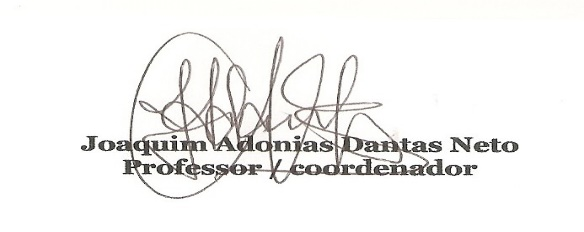 Joaquim Adonias Dantas Neto
Professor / coordenador